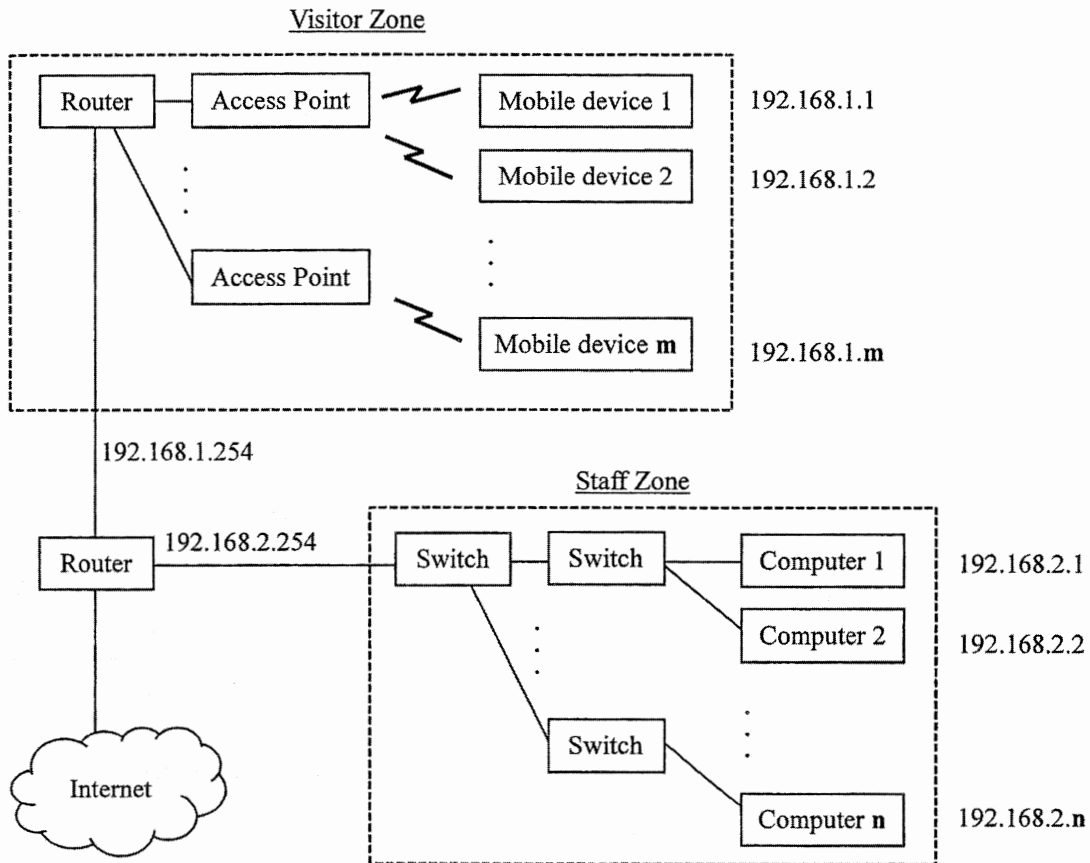 Visitor Zone
Router
Access Point
Mobile device 1
192.168.1.1
Mobile device 2
192.168.1.2
Access Point
Mobile device m
192.168.1.m
192.168.1.254
Staff Zone
Router
192.168.2.254
Switch
Switch
Computer 1
192.168.2.1
Computer 2
192.168.2.2
Switch
Internet
Computer n
192.168.2.n